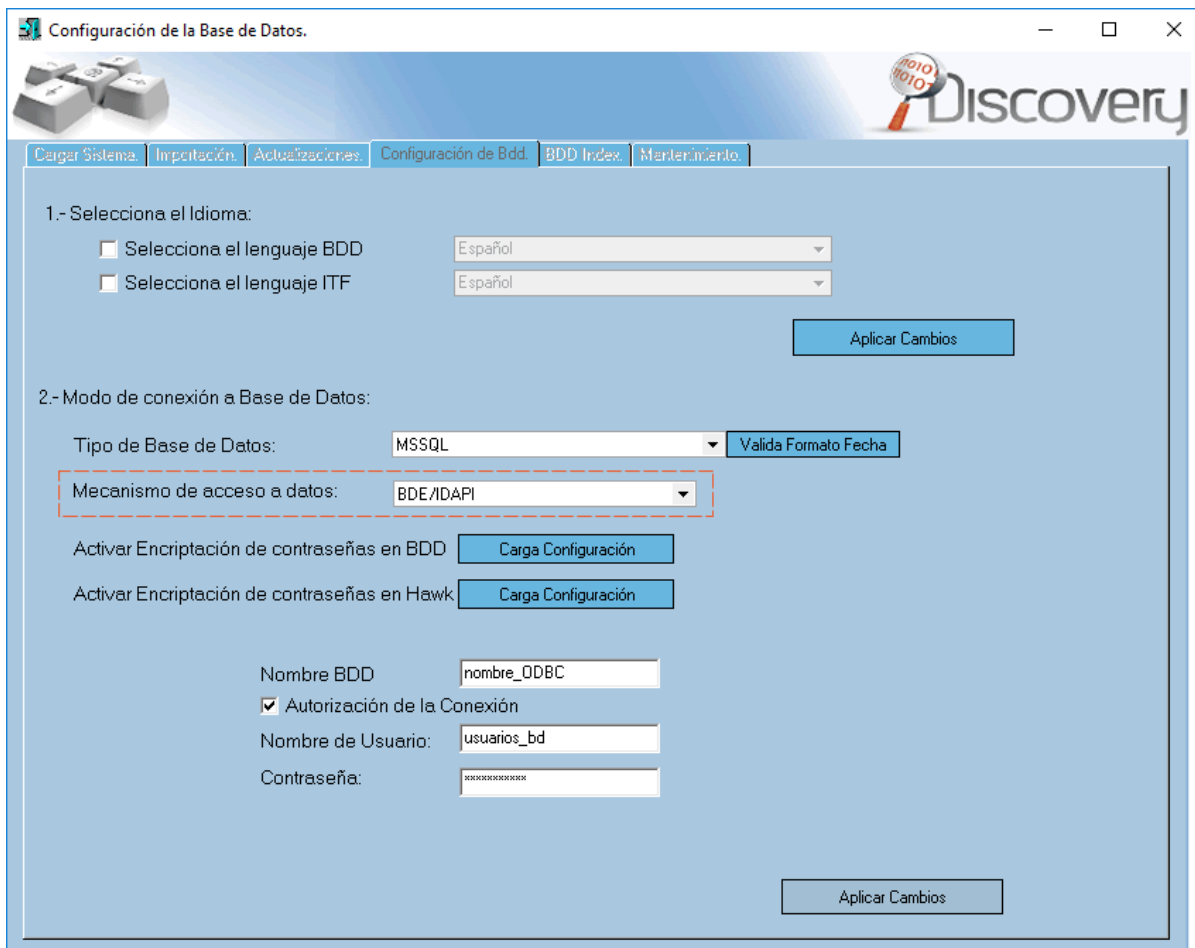 Configuración de la Base de Datos.
Discovery
Cargar Sistema. Importación. Actualizaciones. Configuración de Bdd. BDD Index. Mantenimiento.
1.- Selecciona el Idioma:
Selecciona el lenguaje BDD Español
Selecciona el lenguaje ITF Español
Aplicar Cambios
2.- Modo de conexión a Base de Datos:
Tipo de Base de Datos: MSSQL Valida Formato Fecha
Mecanismo de acceso a datos: BDE/IDAPI
Activar Encriptación de contraseñas en BDD Carga Configuración
Activar Encriptación de contraseñas en Hawk Carga Configuración
Nombre BDD nombre_ODBC
Autorización de la Conexión
Nombre de Usuario: usuarios_bd
Contraseña: ***********
Aplicar Cambios